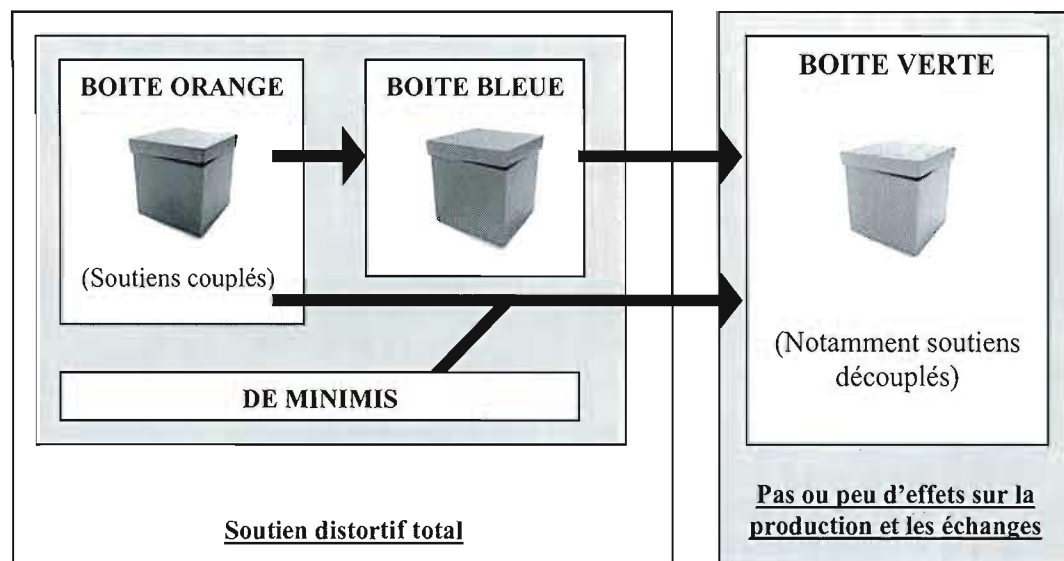 BOITE ORANGE
(Soutiens couplés)
BOITE BLEUE
DE MINIMIS
Soutien distortif total
BOITE VERTE
(Notamment soutiens
découplés)
Pas ou peu d'effets sur la
production et les échanges